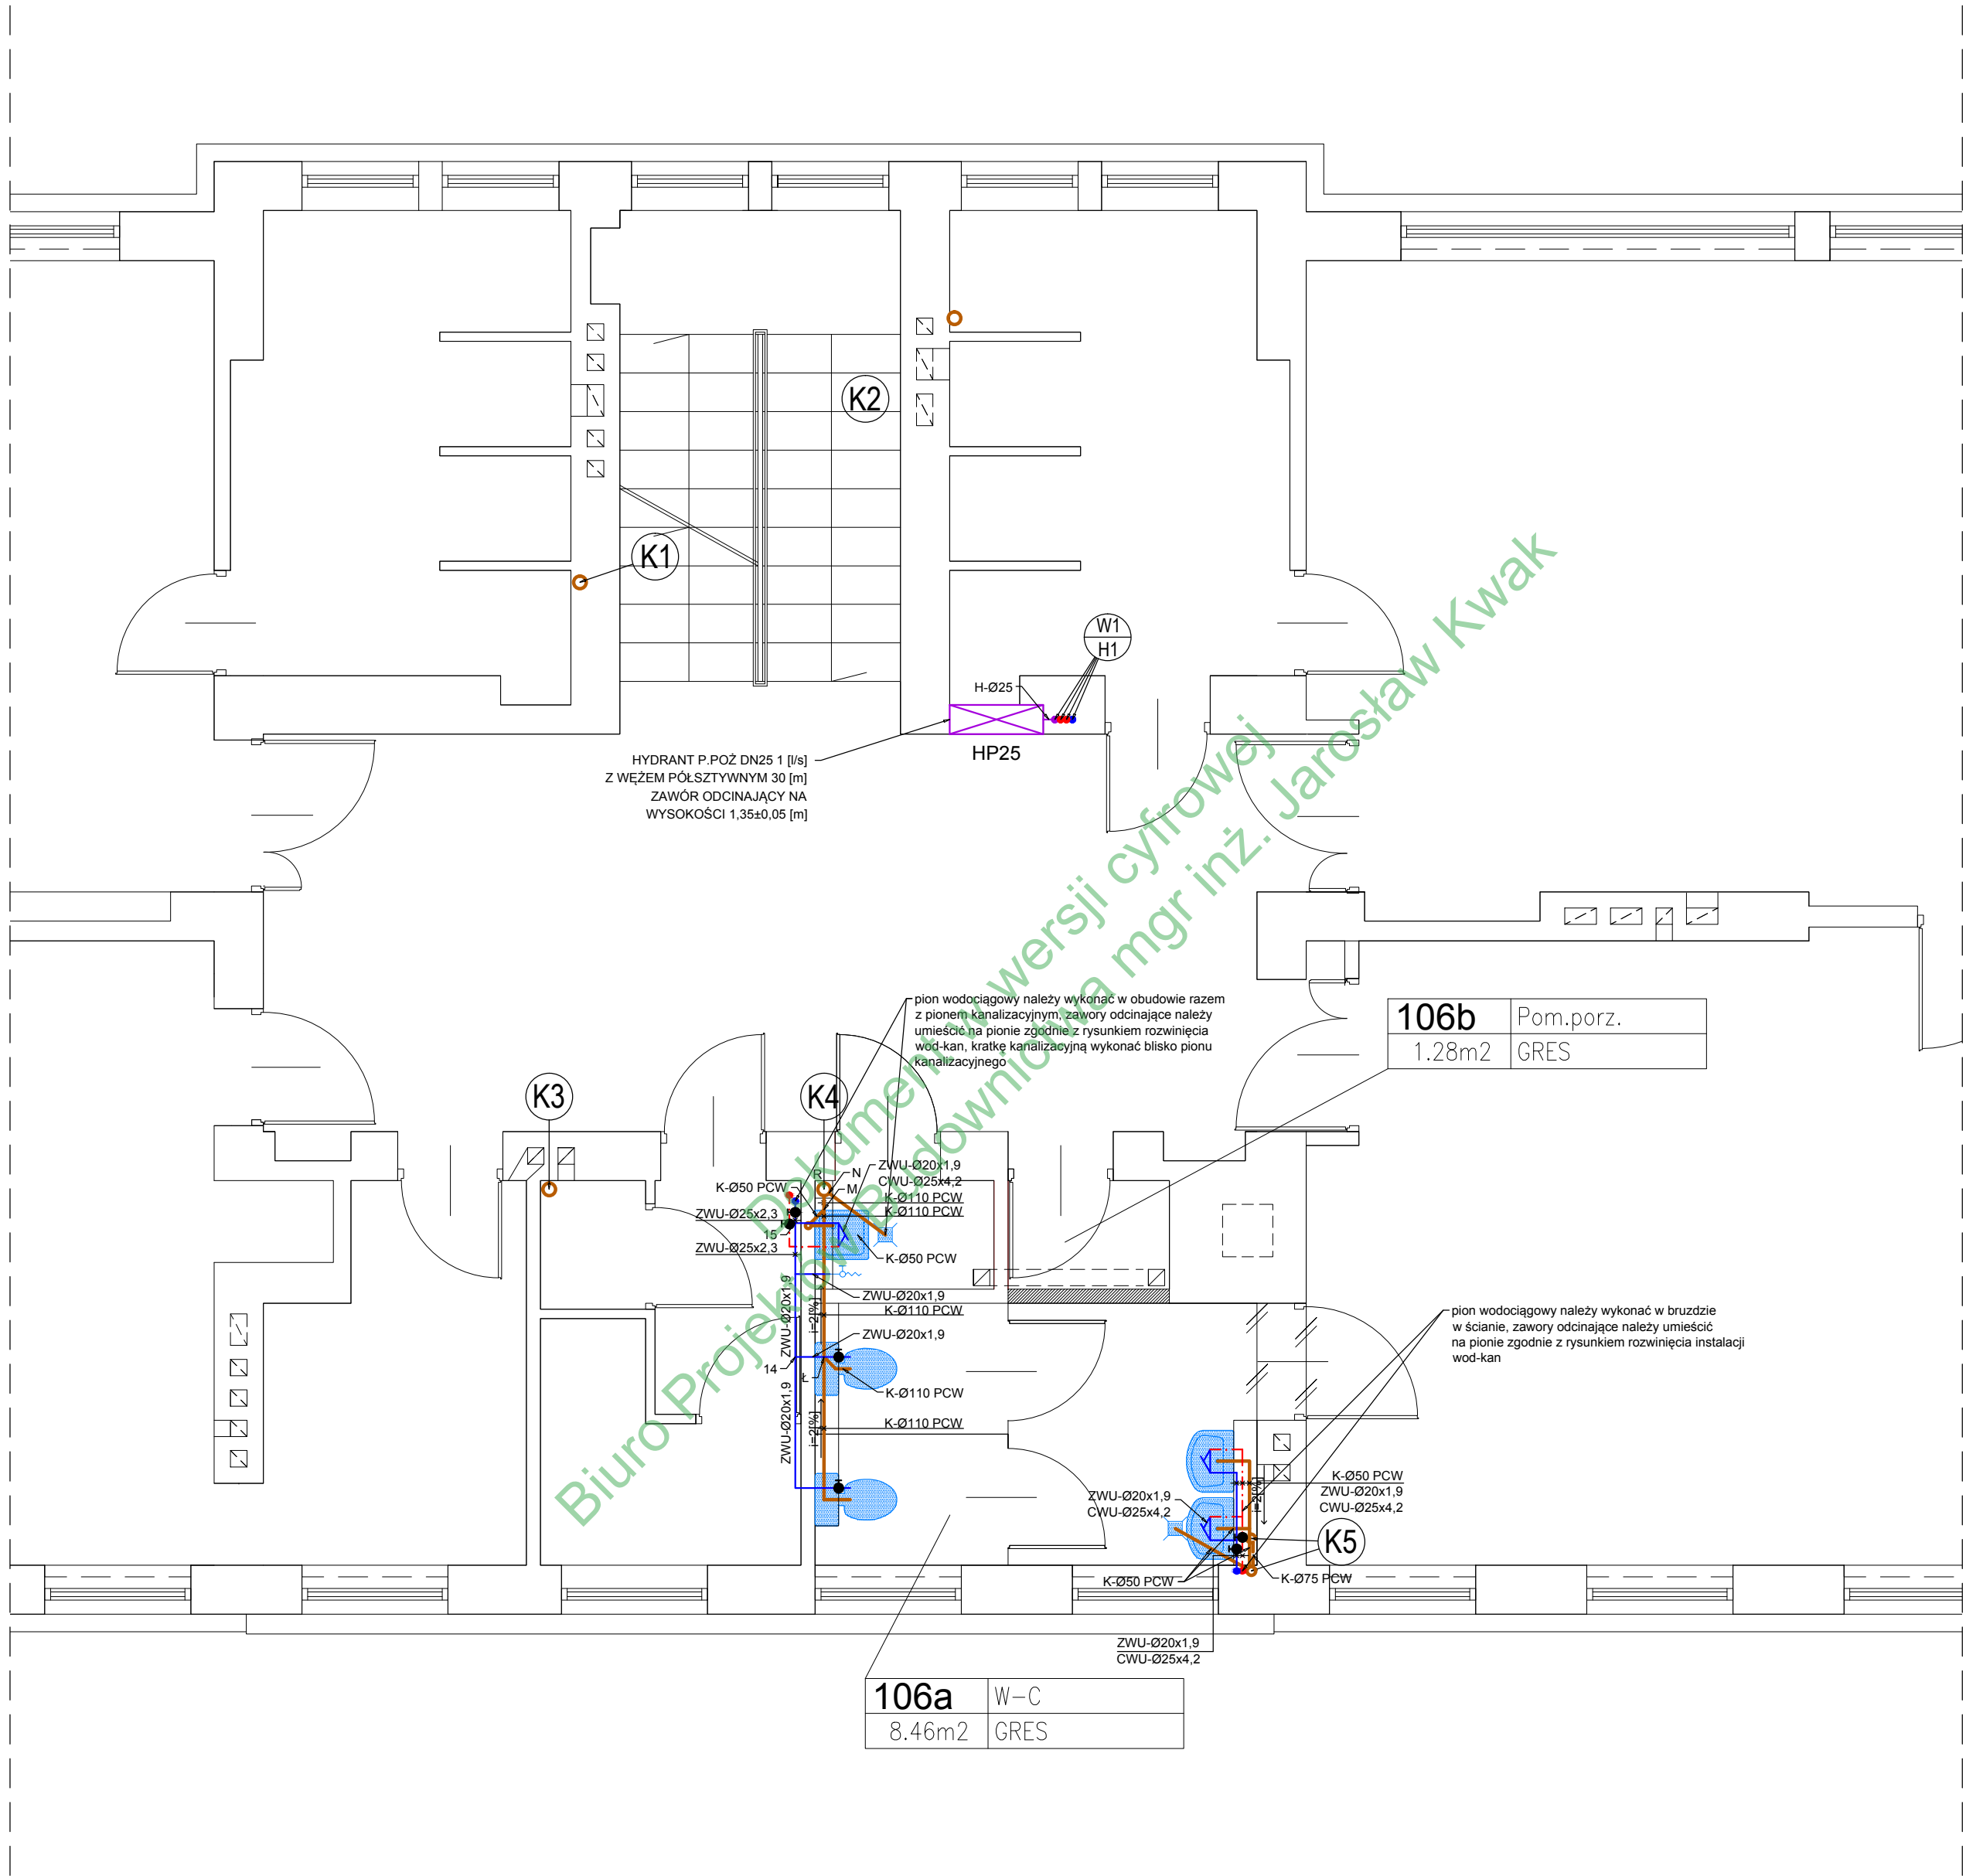 K2
K1
W1
H1
H-Ø25
HP25
HYDRANT P.POŻ DN25 1 [l/s]
Z WĘŻEM PÓŁSZTYWNYM 30 [m]
ZAWÓR ODCINAJĄCY NA
WYSOKOŚCI 1,35±0,05 [m]
Dokument w wersji cyfrowej
Biuro Projektów Budownictwa mgr inż. Jarosław Kwak
pion wodociągowy należy wykonać w obudowie razem
z pionem kanalizacyjnym, zawory odcinające należy
umieścić na pionie zgodnie z rysunkiem rozwinięcia
wod-kan, kratkę kanalizacyjną wykonać blisko pionu
kanalizacyjnego
106b Pom.porz.
1.28m2 GRES
K3
K4
R
N
M
ZWU-Ø20x1,9
CWU-Ø25x4,2
K-Ø50 PCW
K-Ø110 PCW
K-Ø110 PCW
ZWU-Ø25x2,3
15
ZWU-Ø25x2,3
K-Ø50 PCW
ZWU-Ø20x1,9
ZWU-Ø20x1,9
i=2[%]
K-Ø110 PCW
ZWU-Ø20x1,9
14
Ł
K-Ø110 PCW
ZWU-Ø20x1,9
i=2[%]
K-Ø110 PCW
pion wodociągowy należy wykonać w bruzdzie
w ścianie, zawory odcinające należy umieścić
na pionie zgodnie z rysunkiem rozwinięcia instalacji
wod-kan
K-Ø50 PCW
ZWU-Ø20x1,9
CWU-Ø25x4,2
i=2[%]
ZWU-Ø20x1,9
CWU-Ø25x4,2
K5
K-Ø50 PCW
K-Ø75 PCW
ZWU-Ø20x1,9
CWU-Ø25x4,2
106a W-C
8.46m2 GRES